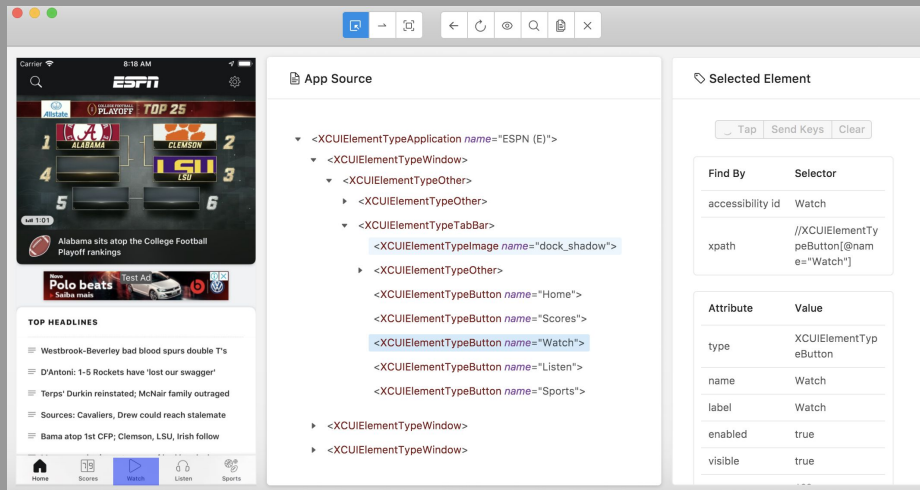 Carrier 8:18 AM
ESPN
Allstate COLLEGE FOOTBALL PLAYOFF TOP 25
1 ALABAMA CLEMSON 2
4 LSU 3
5 6
1:01
Alabama sits atop the College Football
Playoff rankings
Novo
Polo beats
Saiba mais
Test Ad
TOP HEADLINES
Westbrook-Beverley bad blood spurs double T's
D'Antoni: 1-5 Rockets have 'lost our swagger'
Terps' Durkin reinstated; McNair family outraged
Sources: Cavaliers, Drew could reach stalemate
Bama atop 1st CFP; Clemson, LSU, Irish follow
Home Scores Watch Listen Sports
App Source
<XCUIElementTypeApplication name="ESPN (E)">
<XCUIElementTypeWindow>
<XCUIElementTypeOther>
<XCUIElementTypeOther>
<XCUIElementTypeTabBar>
<XCUIElementTypeImage name="dock_shadow">
<XCUIElementTypeOther>
<XCUIElementTypeButton name="Home">
<XCUIElementTypeButton name="Scores">
<XCUIElementTypeButton name="Watch">
<XCUIElementTypeButton name="Listen">
<XCUIElementTypeButton name="Sports">
<XCUIElementTypeWindow>
<XCUIElementTypeWindow>
Selected Element
Tap Send Keys Clear
Find By Selector
accessibility id Watch
xpath //XCUIElementTy
peButton[@nam
e="Watch"]
Attribute Value
type XCUIElementTyp
eButton
name Watch
label Watch
enabled true
visible true